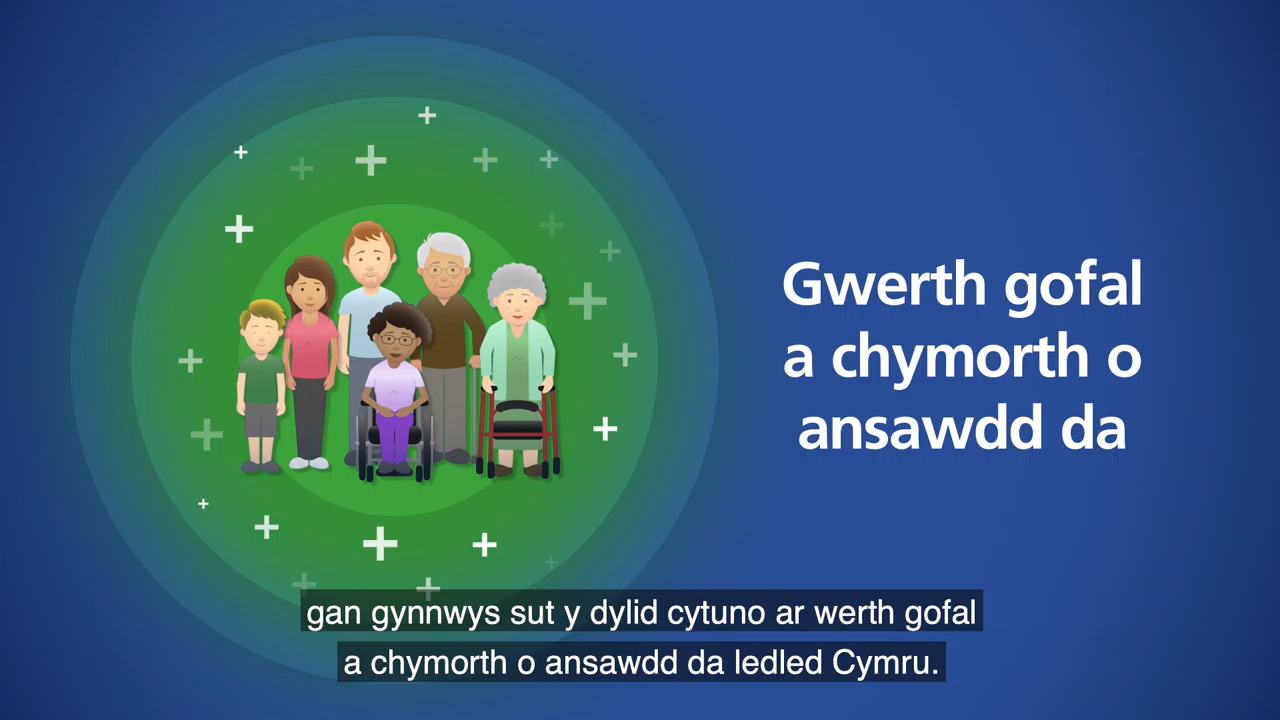 Gwerth gofal
a chymorth o
ansawdd da
gan gynnwys sut y dylid cytuno ar werth gofal
a chymorth o ansawdd da ledled Cymru.